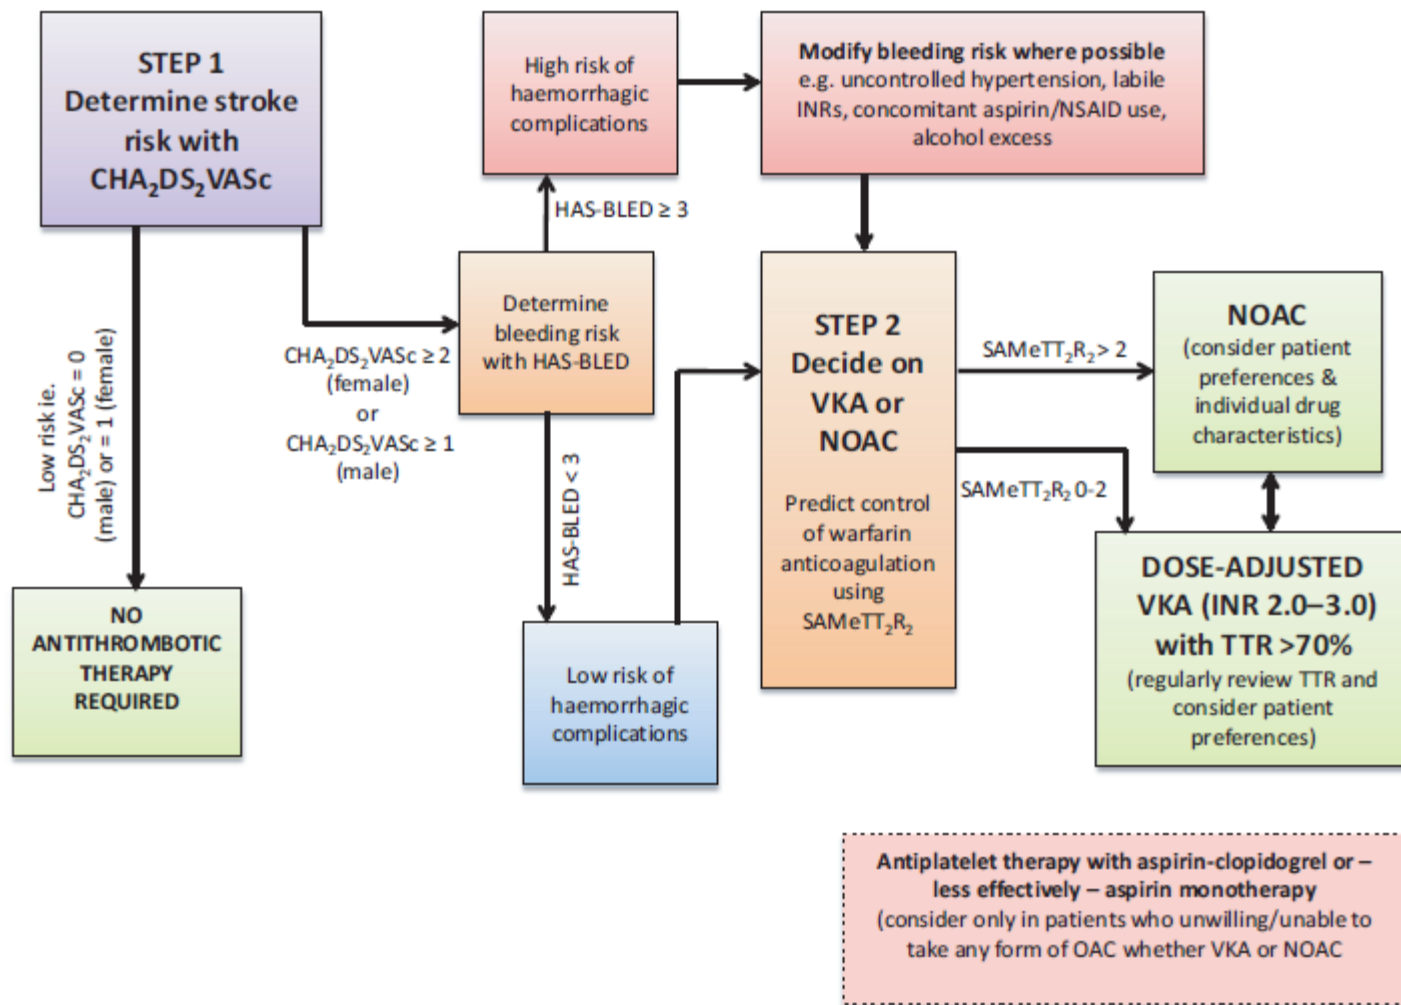 STEP 1
Determine stroke
risk with
CHA₂DS₂VASc
High risk of
haemorrhagic
complications
Modify bleeding risk where possible
e.g. uncontrolled hypertension, labile
INRs, concomitant aspirin/NSAID use,
alcohol excess
HAS-BLED ≥ 3
Low risk ie.
CHA₂DS₂VASc = 0
(male) or = 1 (female)
CHA₂DS₂VASc ≥ 2
(female)
or
CHA₂DS₂VASc ≥ 1
(male)
Determine
bleeding risk
with HAS-BLED
HAS-BLED < 3
STEP 2
Decide on
VKA or
NOAC
Predict control
of warfarin
anticoagulation
using
SAMeTT₂R₂
SAMeTT₂R₂> 2
NOAC
(consider patient
preferences &
individual drug
characteristics)
SAMeTT₂R₂ 0-2
DOSE-ADJUSTED
VKA (INR 2.0–3.0)
with TTR >70%
(regularly review TTR and
consider patient
preferences)
NO
ANTITHROMBOTIC
THERAPY
REQUIRED
Low risk of
haemorrhagic
complications
Antiplatelet therapy with aspirin-clopidogrel or –
less effectively – aspirin monotherapy
(consider only in patients who unwilling/unable to
take any form of OAC whether VKA or NOAC